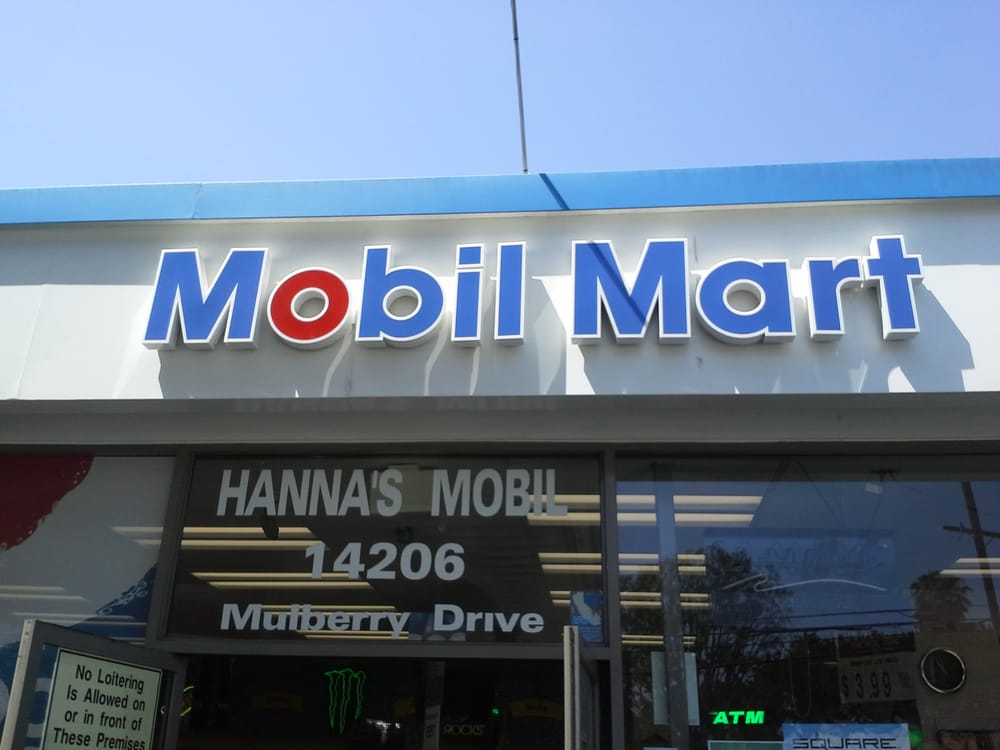 Mobil Mart
HANNA'S MOBIL
14206
Mulberry Drive
No Loitering
Is Allowed on
or in front of
These Premises
ROCKS
$3.99
ATM
SQUARE